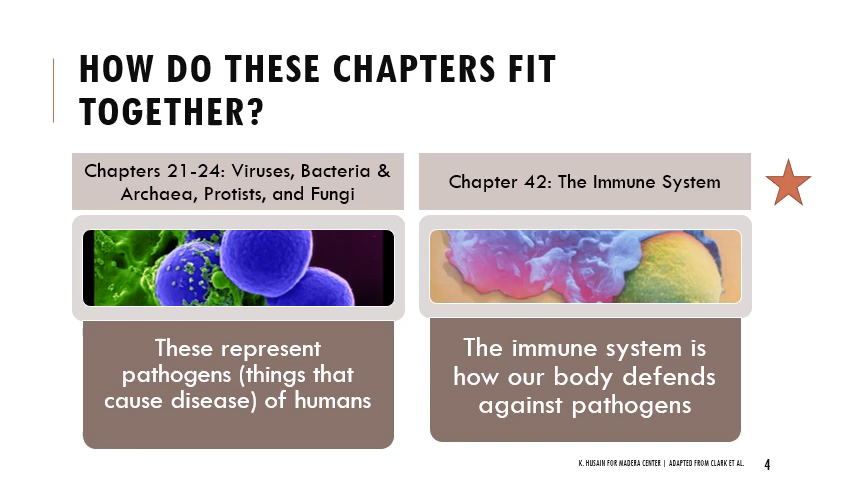 HOW DO THESE CHAPTERS FIT
TOGETHER?
Chapters 21-24: Viruses, Bacteria &
Archaea, Protists, and Fungi
These represent
pathogens (things that
cause disease) of humans
Chapter 42: The Immune System
The immune system is
how our body defends
against pathogens
K. HUSAIN FOR MADERA CENTER | ADAPTED FROM CLARK ET AL.
4